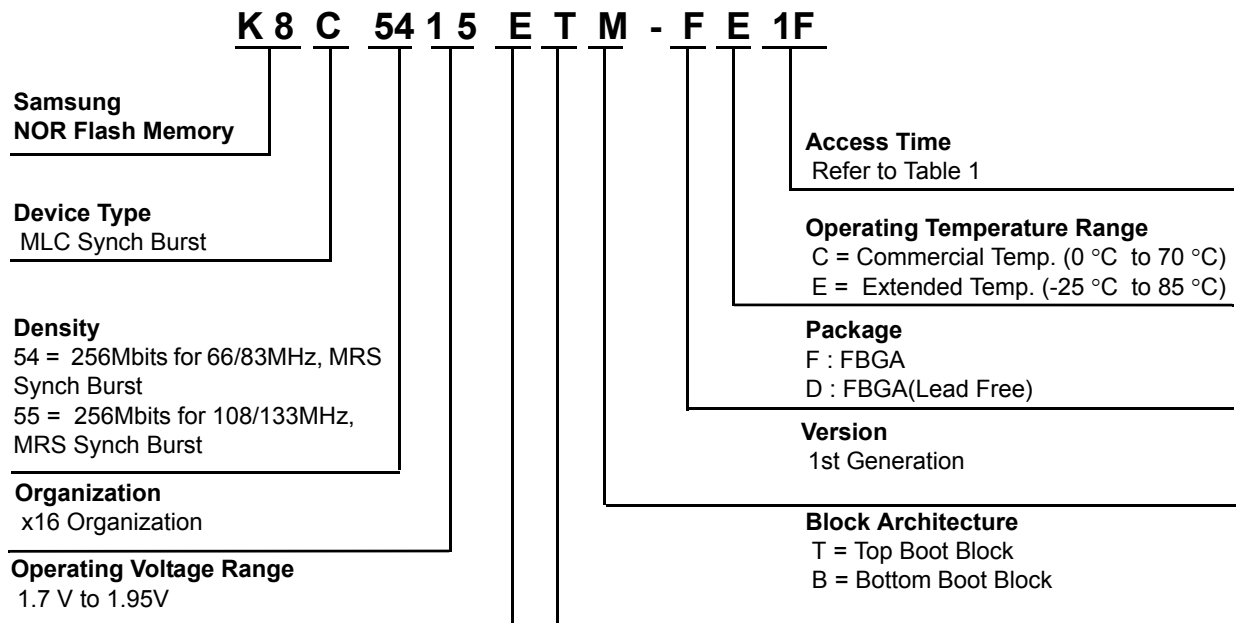 K 8 C 54 1 5 E T M - F E 1F
Samsung
NOR Flash Memory
Device Type
MLC Synch Burst
Density
54 = 256Mbits for 66/83MHz, MRS
Synch Burst
55 = 256Mbits for 108/133MHz,
MRS Synch Burst
Organization
x16 Organization
Operating Voltage Range
1.7 V to 1.95V
Access Time
Refer to Table 1
Operating Temperature Range
C = Commercial Temp. (0 °C to 70 °C)
E = Extended Temp. (-25 °C to 85 °C)
Package
F : FBGA
D : FBGA(Lead Free)
Version
1st Generation
Block Architecture
T = Top Boot Block
B = Bottom Boot Block